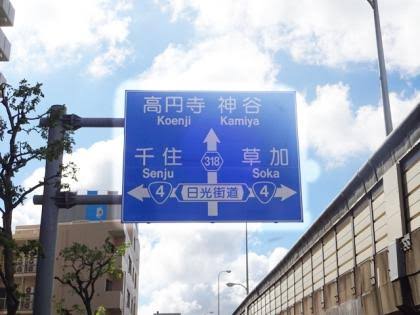 高円寺 神谷
Koenji Kamiya
318
千住 草加
Senju Soka
4 日光街道 4